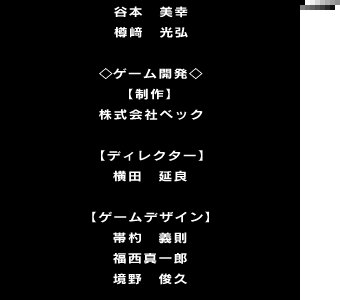 谷本　美幸
樽﨑　光弘
◇ゲーム開発◇
【制作】
株式会社ベック
【ディレクター】
横田　延良
【ゲームデザイン】
帯杓　義則
福西真一郎
境野　俊久